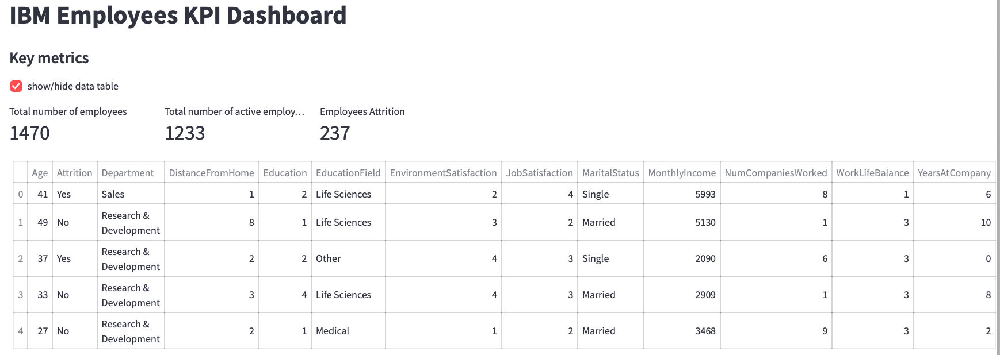 IBM Employees KPI Dashboard
Key metrics
show/hide data table
Total number of employees Total number of active employ... Employees Attrition
1470 1233 237
Age Attrition Department DistanceFromHome Education EducationField EnvironmentSatisfaction JobSatisfaction MaritalStatus MonthlyIncome NumCompaniesWorked WorkLifeBalance YearsAtCompany
0 41 Yes Sales 1 2 Life Sciences 2 4 Single 5993 8 1 6
1 49 No Research & Development 8 1 Life Sciences 3 2 Married 5130 1 3 10
2 37 Yes Research & Development 2 2 Other 4 3 Single 2090 6 3 0
3 33 No Research & Development 3 4 Life Sciences 4 3 Married 2909 1 3 8
4 27 No Research & Development 2 1 Medical 1 2 Married 3468 9 3 2